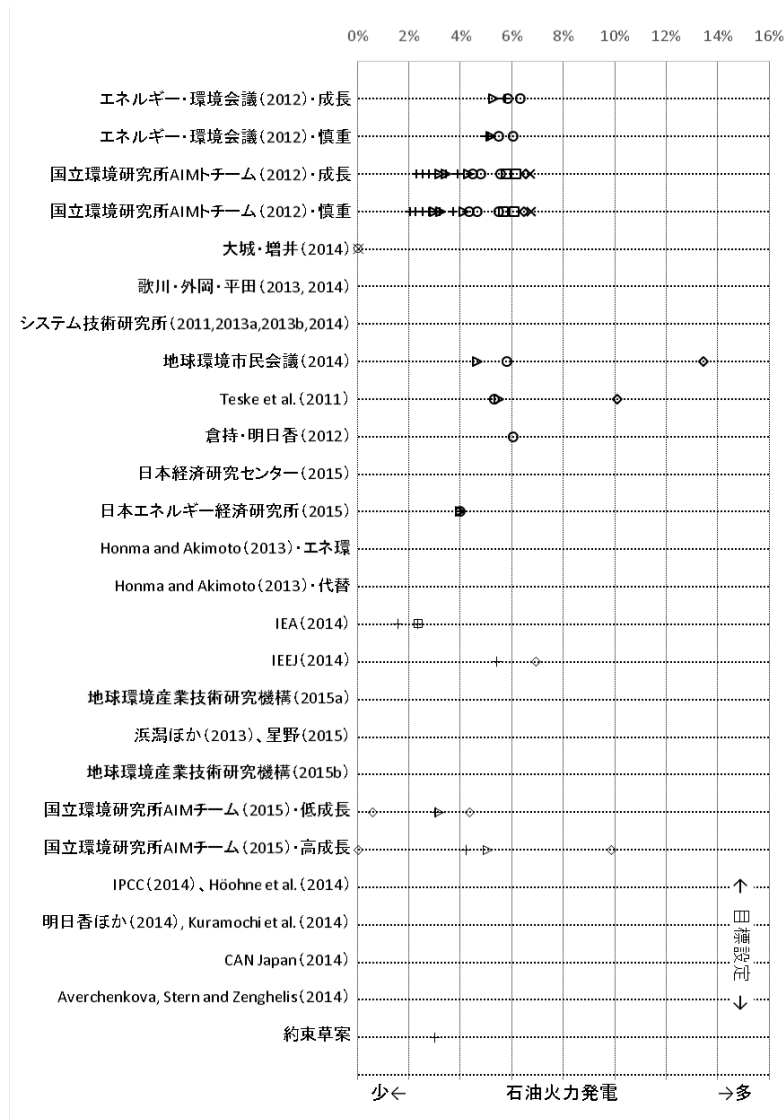 0% 2% 4% 6% 8% 10% 12% 14% 16%
エネルギー・環境会議(2012)・成長
エネルギー・環境会議(2012)・慎重
国立環境研究所AIMトチーム(2012)・成長
国立環境研究所AIMトチーム(2012)・慎重
大城・増井(2014)
歌川・外岡・平田(2013, 2014)
システム技術研究所(2011,2013a,2013b,2014)
地球環境市民会議(2014)
Teske et al. (2011)
倉持・明日香(2012)
日本経済研究センター(2015)
日本エネルギー経済研究所(2015)
Honma and Akimoto(2013)・エネ環
Honma and Akimoto(2013)・代替
IEA(2014)
IEEJ(2014)
地球環境産業技術研究機構(2015a)
浜潟ほか(2013)、星野(2015)
地球環境産業技術研究機構(2015b)
国立環境研究所AIMチーム(2015)・低成長
国立環境研究所AIMチーム(2015)・高成長
IPCC(2014)、Höohne et al.(2014)
明日香ほか(2014), Kuramochi et al.(2014)
CAN Japan(2014)
Averchenkova, Stern and Zenghelis(2014)
約束草案
←目標設定→
少← 石油火力発電 →多